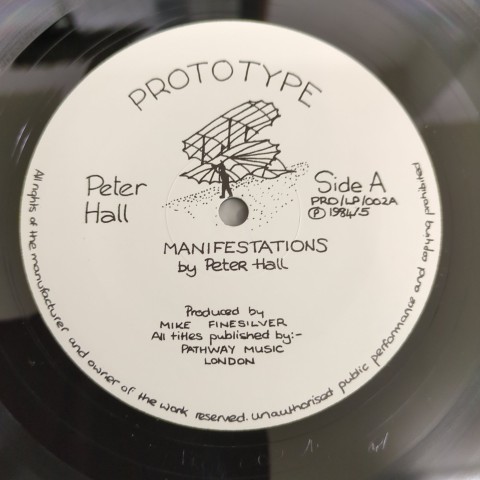 PROTOTYPE
Peter
Hall
Side A
PRO/LP/002A
Ⓟ 1984/5
MANIFESTATIONS
by Peter Hall
Produced by
MIKE FINESILVER
All titles published by:-
PATHWAY MUSIC
LONDON
All rights of the manufacturer and owner of the work reserved. Unauthorised public performance and copying prohibited